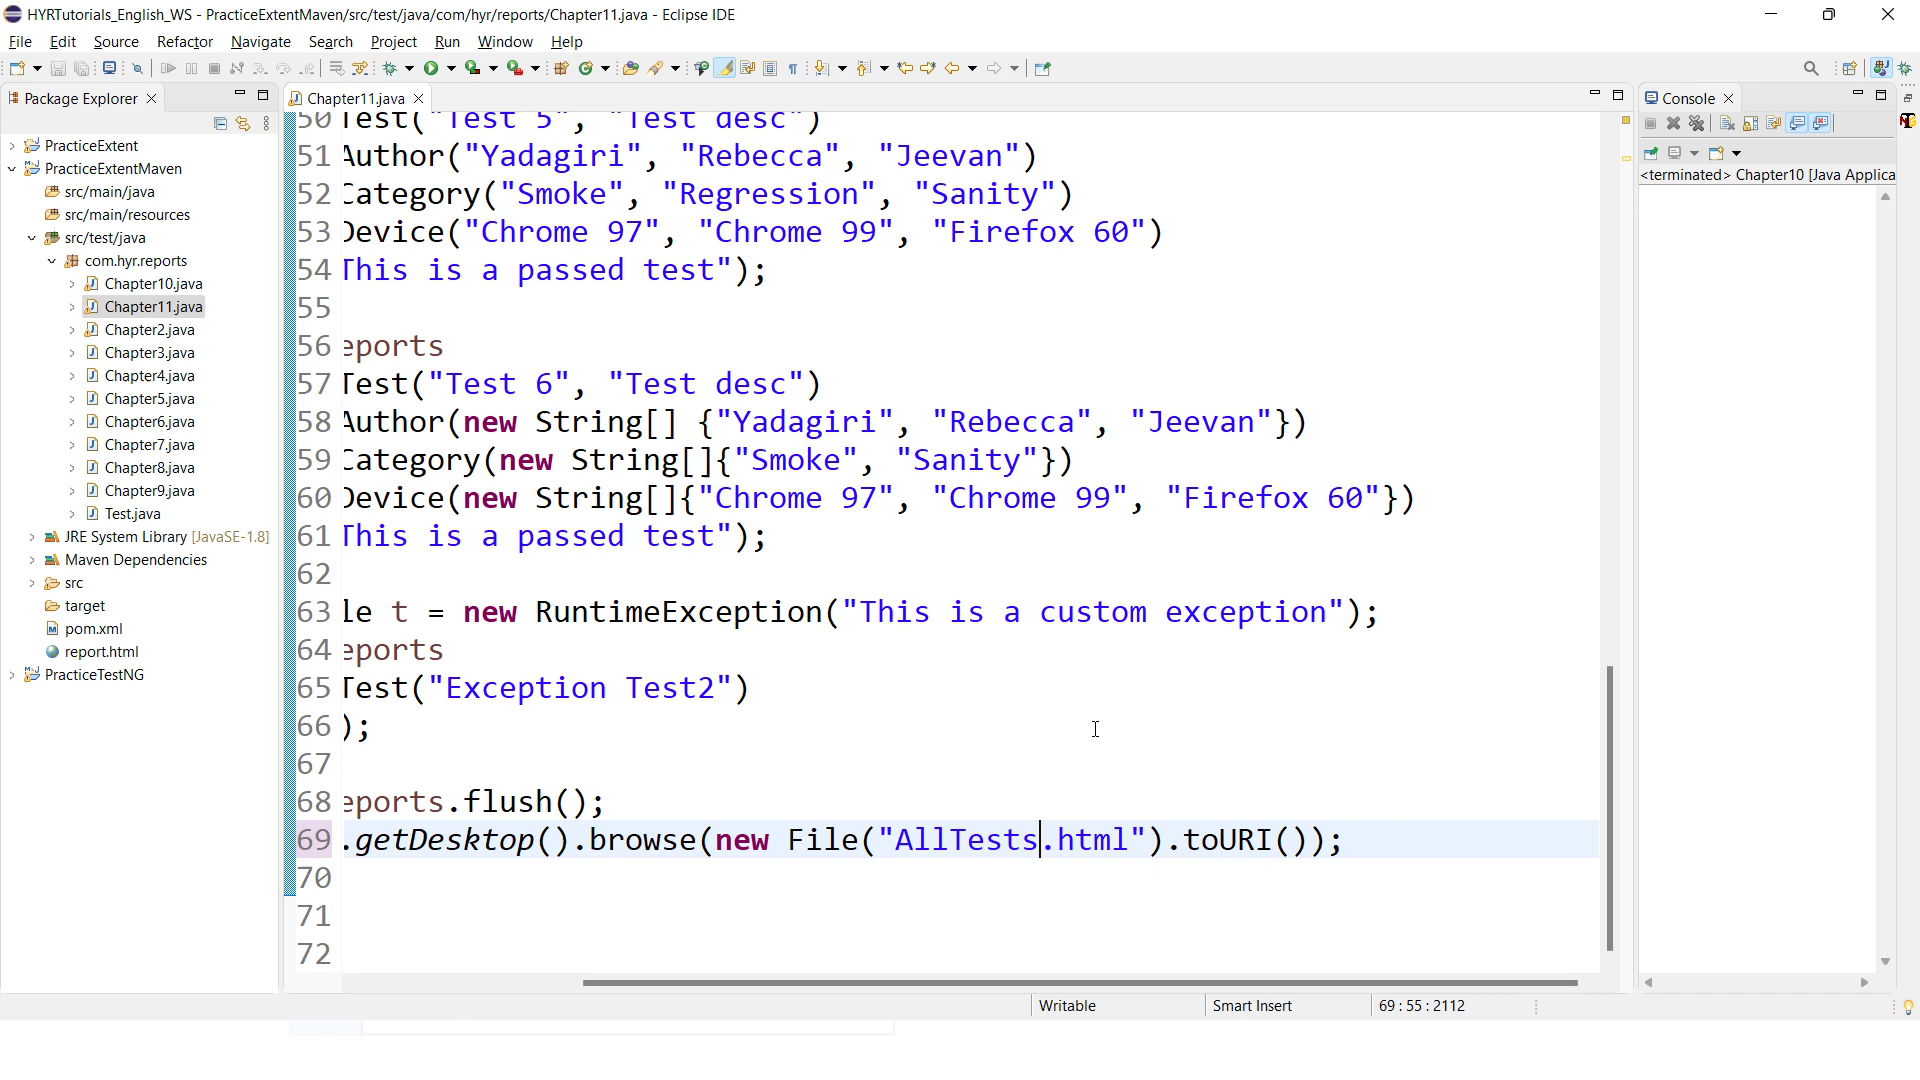 HYRTutorials_English_WS - PracticeExtentMaven/src/test/java/com/hyr/reports/Chapter11.java - Eclipse IDE
File Edit Source Refactor Navigate Search Project Run Window Help
Package Explorer
PracticeExtent
PracticeExtentMaven
src/main/java
src/main/resources
src/test/java
com.hyr.reports
Chapter10.java
Chapter11.java
Chapter2.java
Chapter3.java
Chapter4.java
Chapter5.java
Chapter6.java
Chapter7.java
Chapter8.java
Chapter9.java
Test.java
JRE System Library [JavaSE-1.8]
Maven Dependencies
src
target
pom.xml
report.html
PracticeTestNG
Chapter11.java
50 Test("Test 5", "Test desc")
51 Author("Yadagiri", "Rebecca", "Jeevan")
52 Category("Smoke", "Regression", "Sanity")
53 Device("Chrome 97", "Chrome 99", "Firefox 60")
54 This is a passed test");
55
56 eports
57 Test("Test 6", "Test desc")
58 Author(new String[] {"Yadagiri", "Rebecca", "Jeevan"})
59 Category(new String[]{"Smoke", "Sanity"})
60 Device(new String[]{"Chrome 97", "Chrome 99", "Firefox 60"})
61 This is a passed test");
62
63 le t = new RuntimeException("This is a custom exception");
64 eports
65 Test("Exception Test2")
66 );
67
68 eports.flush();
69 .getDesktop().browse(new File("AllTests.html").toURI());
70
71
72
Console
<terminated> Chapter10 [Java Applica
Writable Smart Insert 69 : 55 : 2112